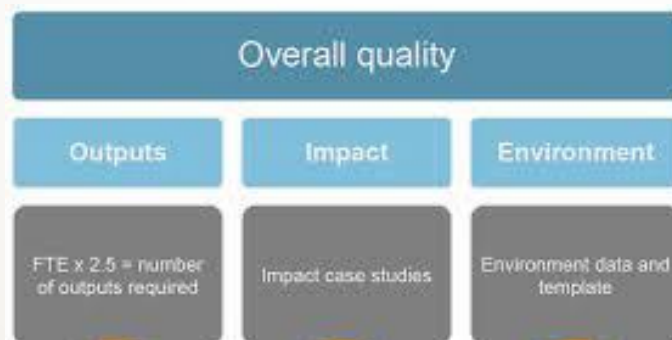 Overall quality
Outputs
Impact
Environment
FTE x 2.5 = number
of outputs required
Impact case studies
Environment data and
template